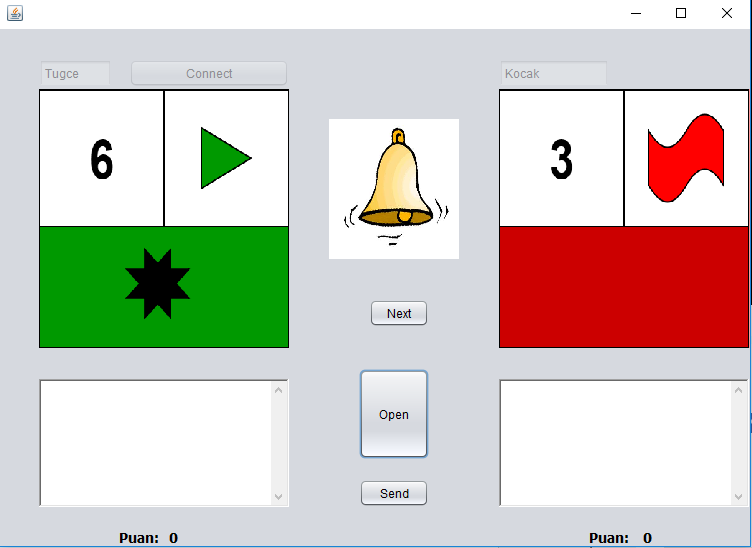 Tugce Connect Kocak
6 3
Next
Open
Send
Puan: 0 Puan: 0